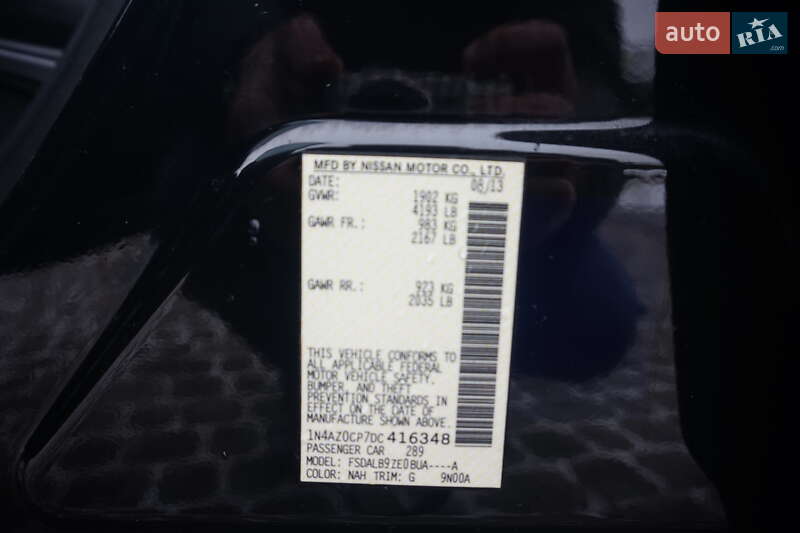 auto RIA
.com
MFD BY NISSAN MOTOR CO., LTD.
DATE: 08/13
GVWR: 1902 KG
4193 LB
GAWR FR.: 983 KG
2167 LB
GAWR RR.: 923 KG
2035 LB
THIS VEHICLE CONFORMS TO
ALL APPLICABLE FEDERAL
MOTOR VEHICLE SAFETY,
BUMPER, AND THEFT
PREVENTION STANDARDS IN
EFFECT ON THE DATE OF
MANUFACTURE SHOWN ABOVE.
1N4AZ0CP7DC416348
PASSENGER CAR 289
MODEL: FSDALB9ZE0BUA----A
COLOR: NAH TRIM: G 9N00A